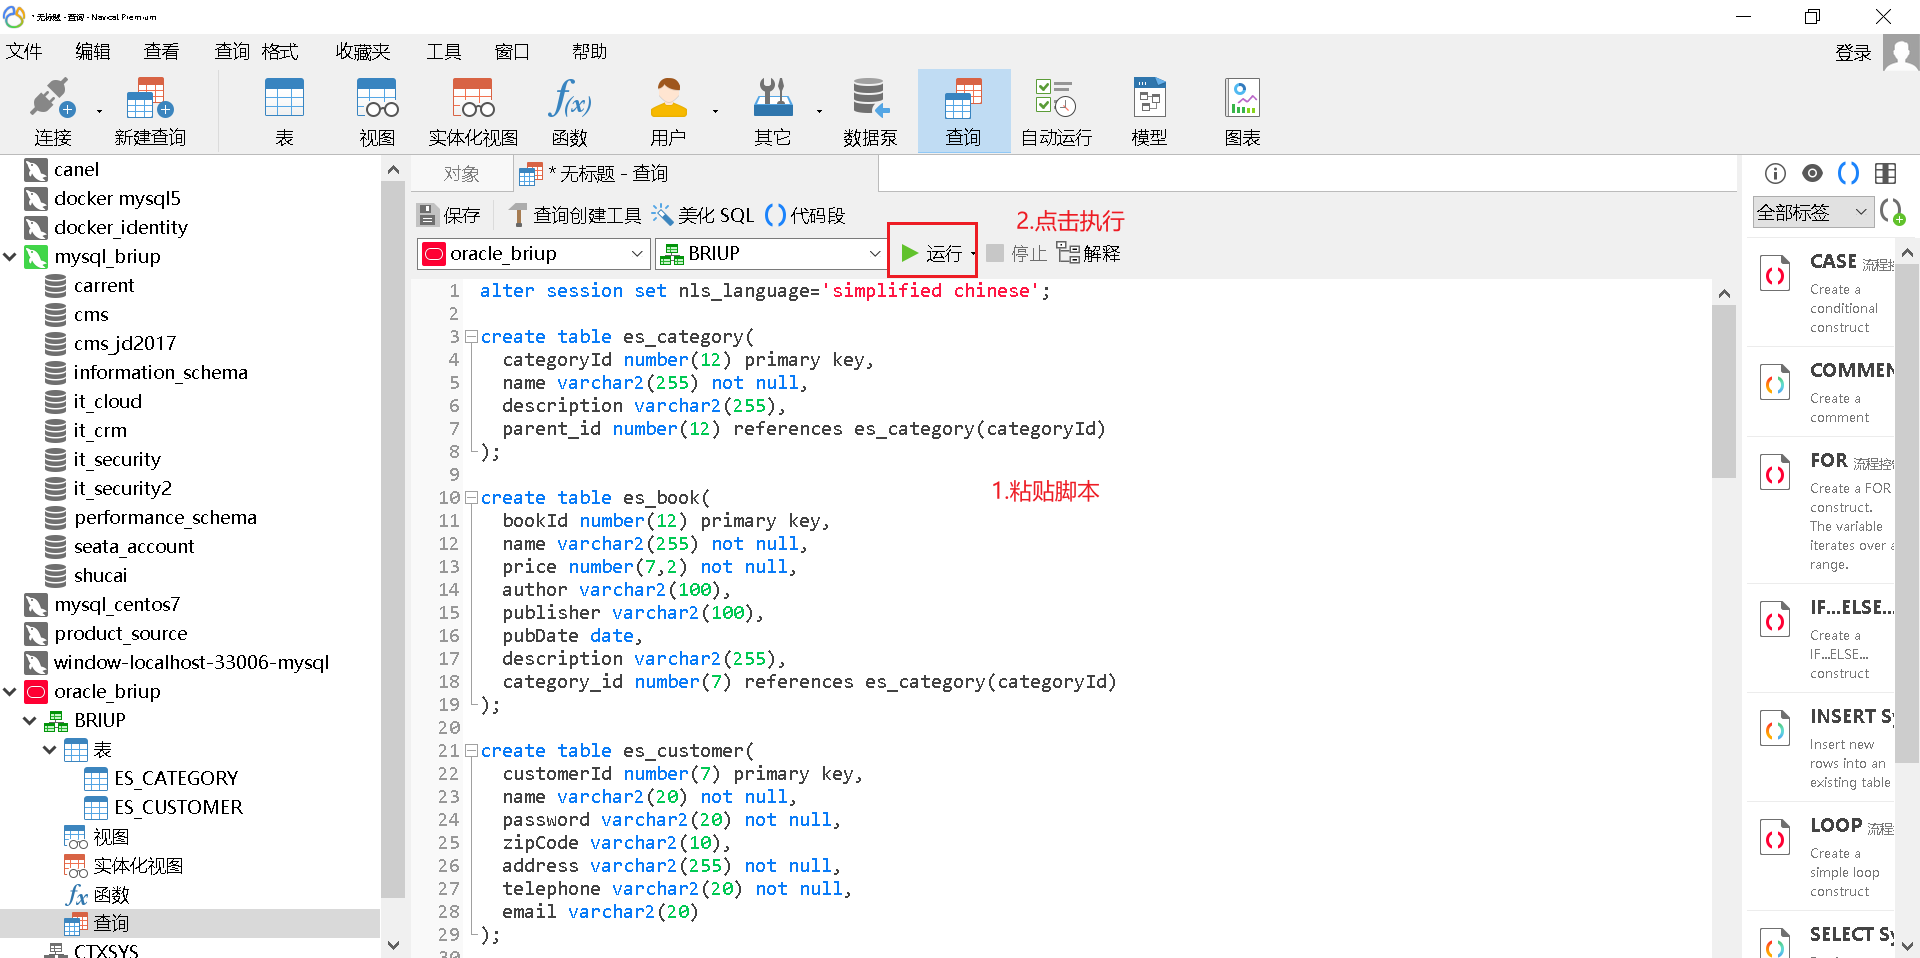 * 无标题 - 查询 - Navicat Premium
文件 编辑 查看 查询 格式 收藏夹 工具 窗口 帮助 登录
连接 新建查询 表 视图 实体化视图 函数 用户 其它 数据泵 查询 自动运行 模型 图表
f(x)
canel
docker mysql5
docker_identity
mysql_briup
carrent
cms
cms_jd2017
information_schema
it_cloud
it_crm
it_security
it_security2
performance_schema
seata_account
shucai
mysql_centos7
product_source
window-localhost-33006-mysql
oracle_briup
BRIUP
表
ES_CATEGORY
ES_CUSTOMER
视图
实体化视图
fx 函数
查询
CTXSYS
对象 * 无标题 - 查询
保存 查询创建工具 美化 SQL () 代码段
2.点击执行
oracle_briup BRIUP 运行 停止 解释
1 alter session set nls_language='simplified chinese';
2
3 create table es_category(
4 categoryId number(12) primary key,
5 name varchar2(255) not null,
6 description varchar2(255),
7 parent_id number(12) references es_category(categoryId)
8 );
9
10 create table es_book(
1.粘贴脚本
11 bookId number(12) primary key,
12 name varchar2(255) not null,
13 price number(7,2) not null,
14 author varchar2(100),
15 publisher varchar2(100),
16 pubDate date,
17 description varchar2(255),
18 category_id number(7) references es_category(categoryId)
19 );
20
21 create table es_customer(
22 customerId number(7) primary key,
23 name varchar2(20) not null,
24 password varchar2(20) not null,
25 zipCode varchar2(10),
26 address varchar2(255) not null,
27 telephone varchar2(20) not null,
28 email varchar2(20)
29 );
30
全部标签
CASE 流程控
Create a
conditional
construct
COMMEN
Create a
comment
FOR 流程控
Create a FOR
construct.
The variable
iterates over a
range.
IF...ELSE...
Create a
IF...ELSE...
construct
INSERT Sy
Insert new
rows into an
existing table
LOOP 流程
Create a
simple loop
construct
SELECT Sy